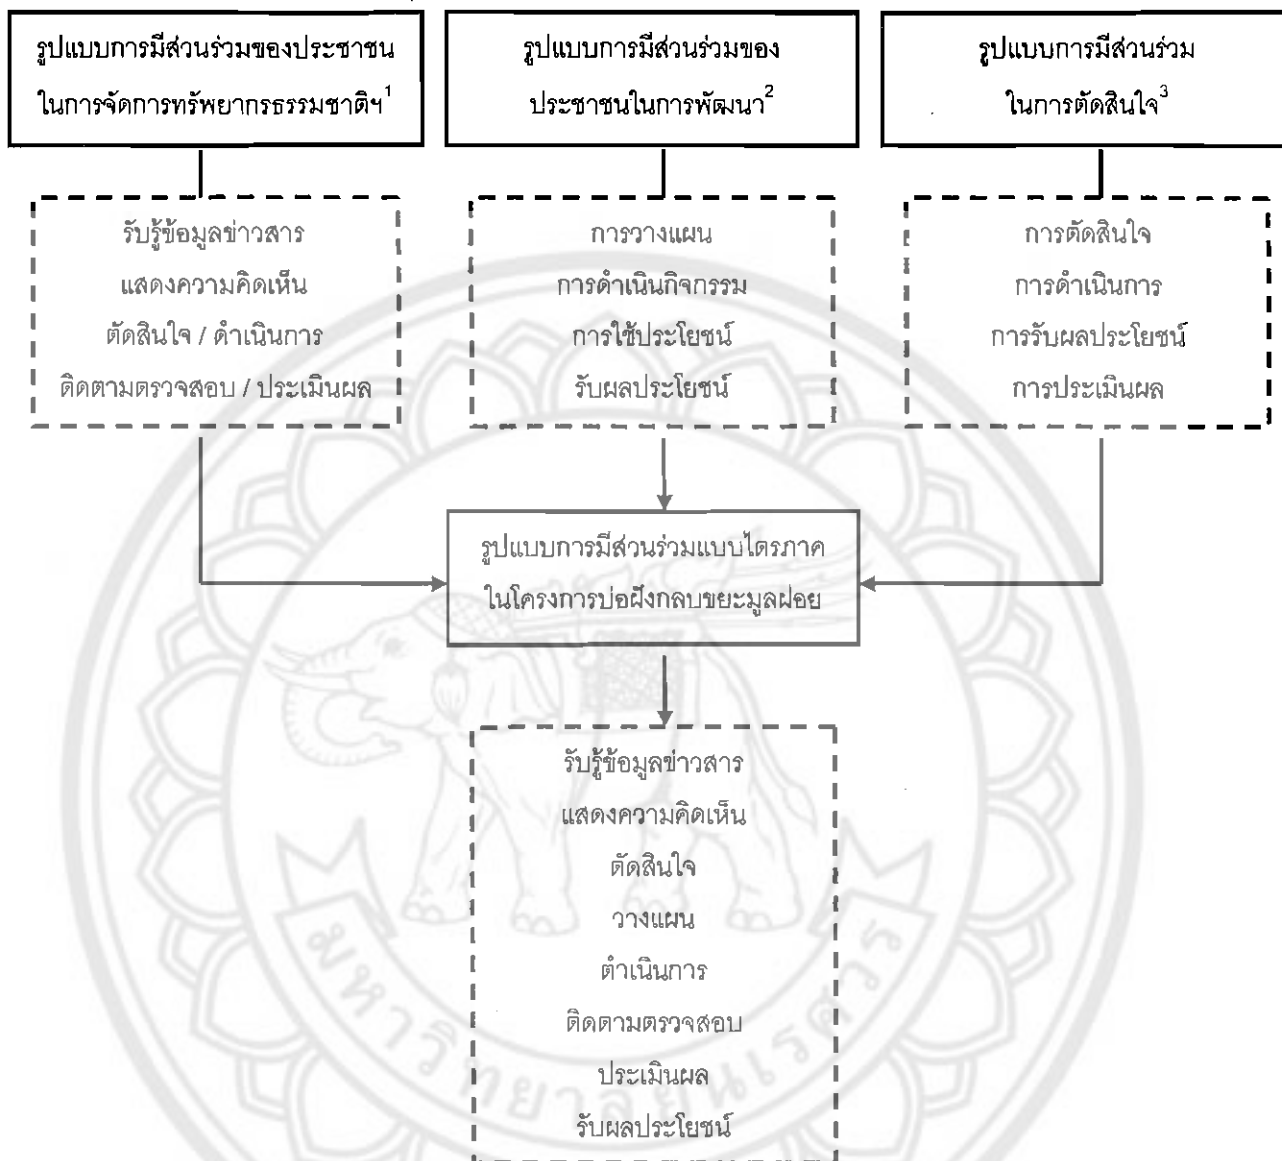 รูปแบบการมีส่วนร่วมของประชาชน
ในการจัดการทรัพยากรธรรมชาติฯ1
รูปแบบการมีส่วนร่วมของ
ประชาชนในการพัฒนา2
รูปแบบการมีส่วนร่วม
ในการตัดสินใจ3
รับรู้ข้อมูลข่าวสาร
แสดงความคิดเห็น
ตัดสินใจ / ดำเนินการ
ติดตามตรวจสอบ / ประเมินผล
การวางแผน
การดำเนินกิจกรรม
การใช้ประโยชน์
รับผลประโยชน์
การตัดสินใจ
การดำเนินการ
การรับผลประโยชน์
การประเมินผล
รูปแบบการมีส่วนร่วมแบบไตรภาค
ในโครงการบ่อฝังกลบขยะมูลฝอย
รับรู้ข้อมูลข่าวสาร
แสดงความคิดเห็น
ตัดสินใจ
วางแผน
ดำเนินการ
ติดตามตรวจสอบ
ประเมินผล
รับผลประโยชน์
มหาวิทยาลัยนเรศวร